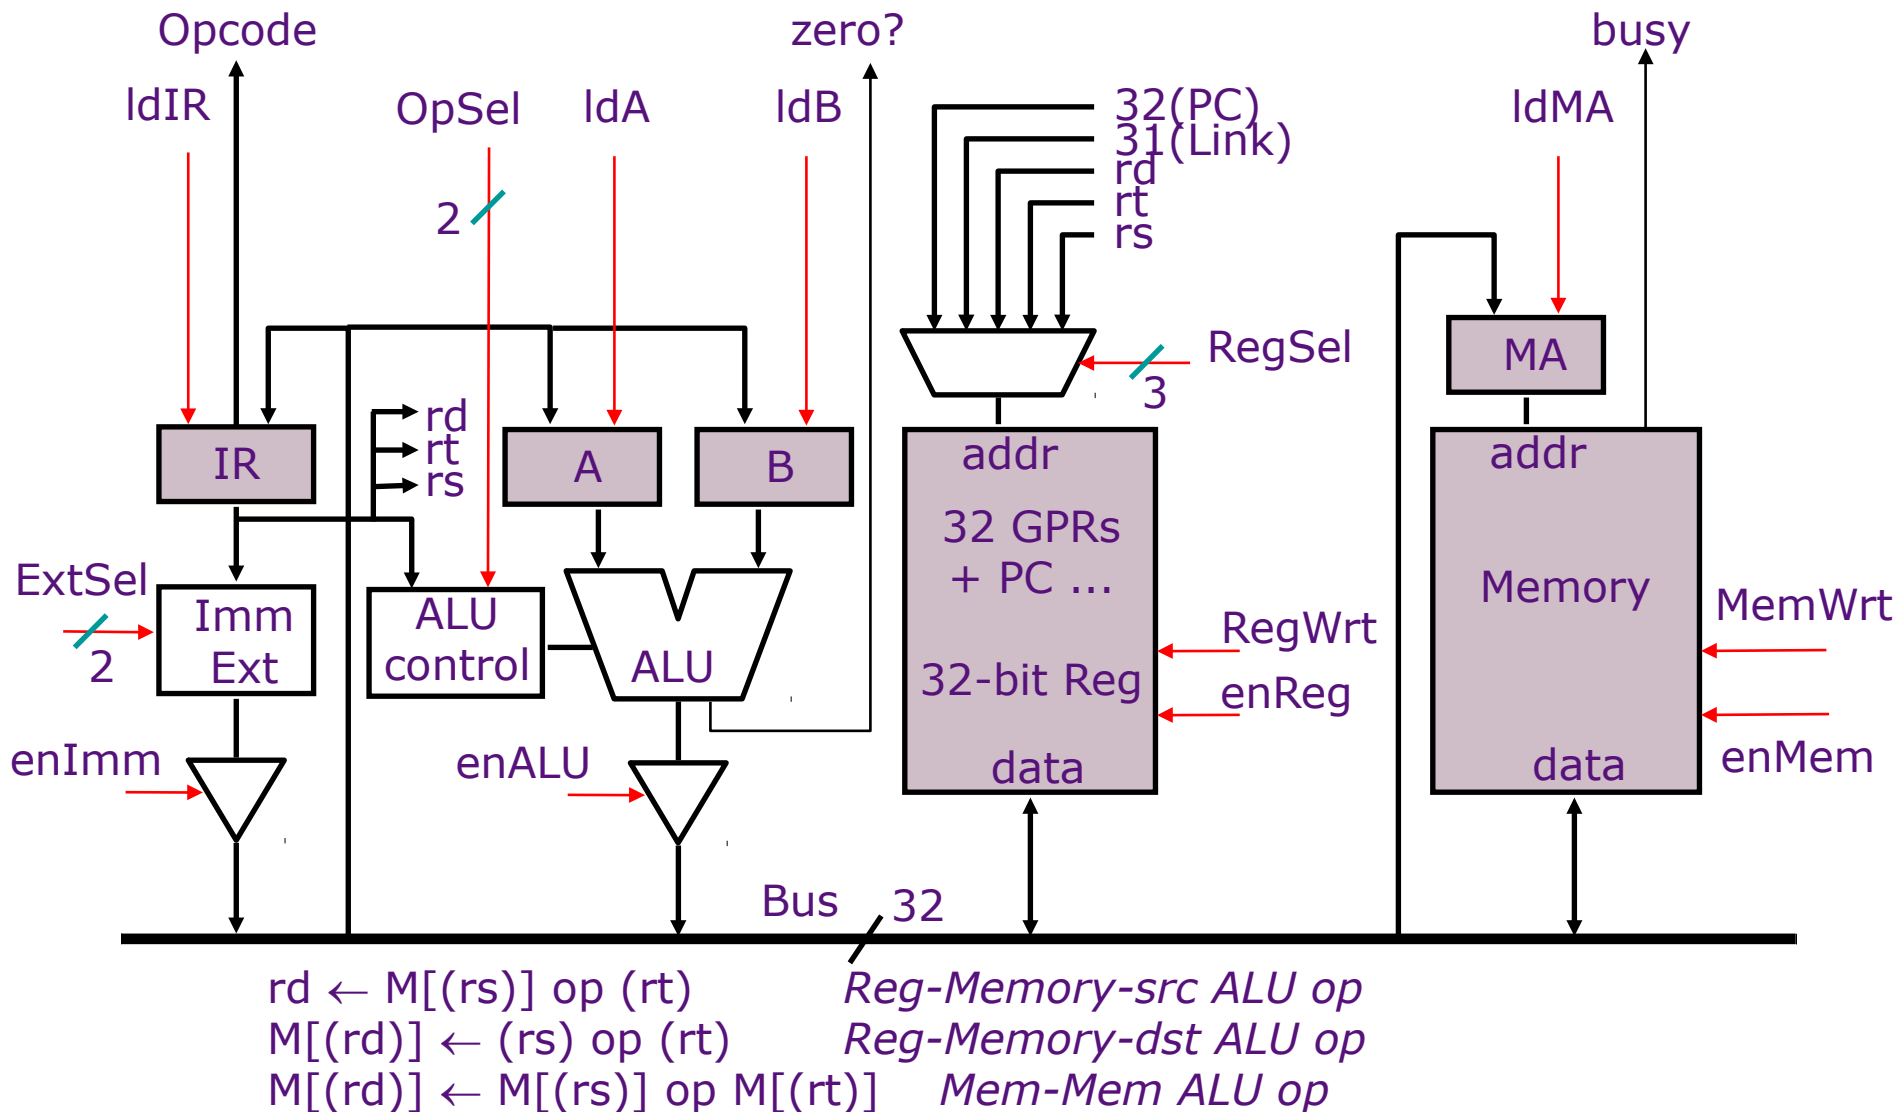 Opcode zero? busy
ldIR OpSel ldA ldB 32(PC) ldMA
31(Link)
rd
2 rt
rs
RegSel MA
3
rd
rt
rs
IR A B addr addr
32 GPRs
+ PC ...
ExtSel Imm ALU Memory MemWrt
2 Ext control ALU RegWrt
32-bit Reg enReg
enImm enALU data data enMem
Bus 32
rd ← M[(rs)] op (rt) Reg-Memory-src ALU op
M[(rd)] ← (rs) op (rt) Reg-Memory-dst ALU op
M[(rd)] ← M[(rs)] op M[(rt)] Mem-Mem ALU op